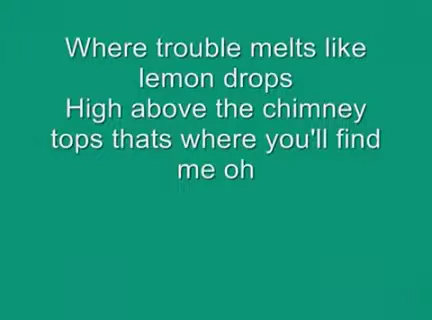 Where trouble melts like
lemon drops
High above the chimney
tops thats where you'll find
me oh